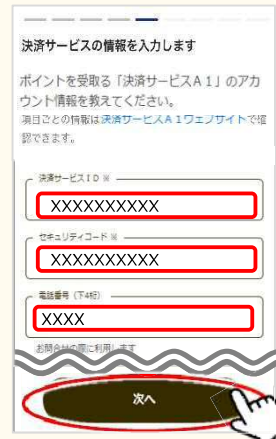 決済サービスの情報を入力します
ポイントを受取る「決済サービスA1」のアカ
ウント情報を教えてください。
項目ごとの情報は決済サービスA1ウェブサイトで確
認できます。
決済サービスID ※
XXXXXXXXXX
セキュリティコード ※
XXXXXXXXXX
電話番号（下4桁）
XXXX
お問合せの際に利用します
次へ